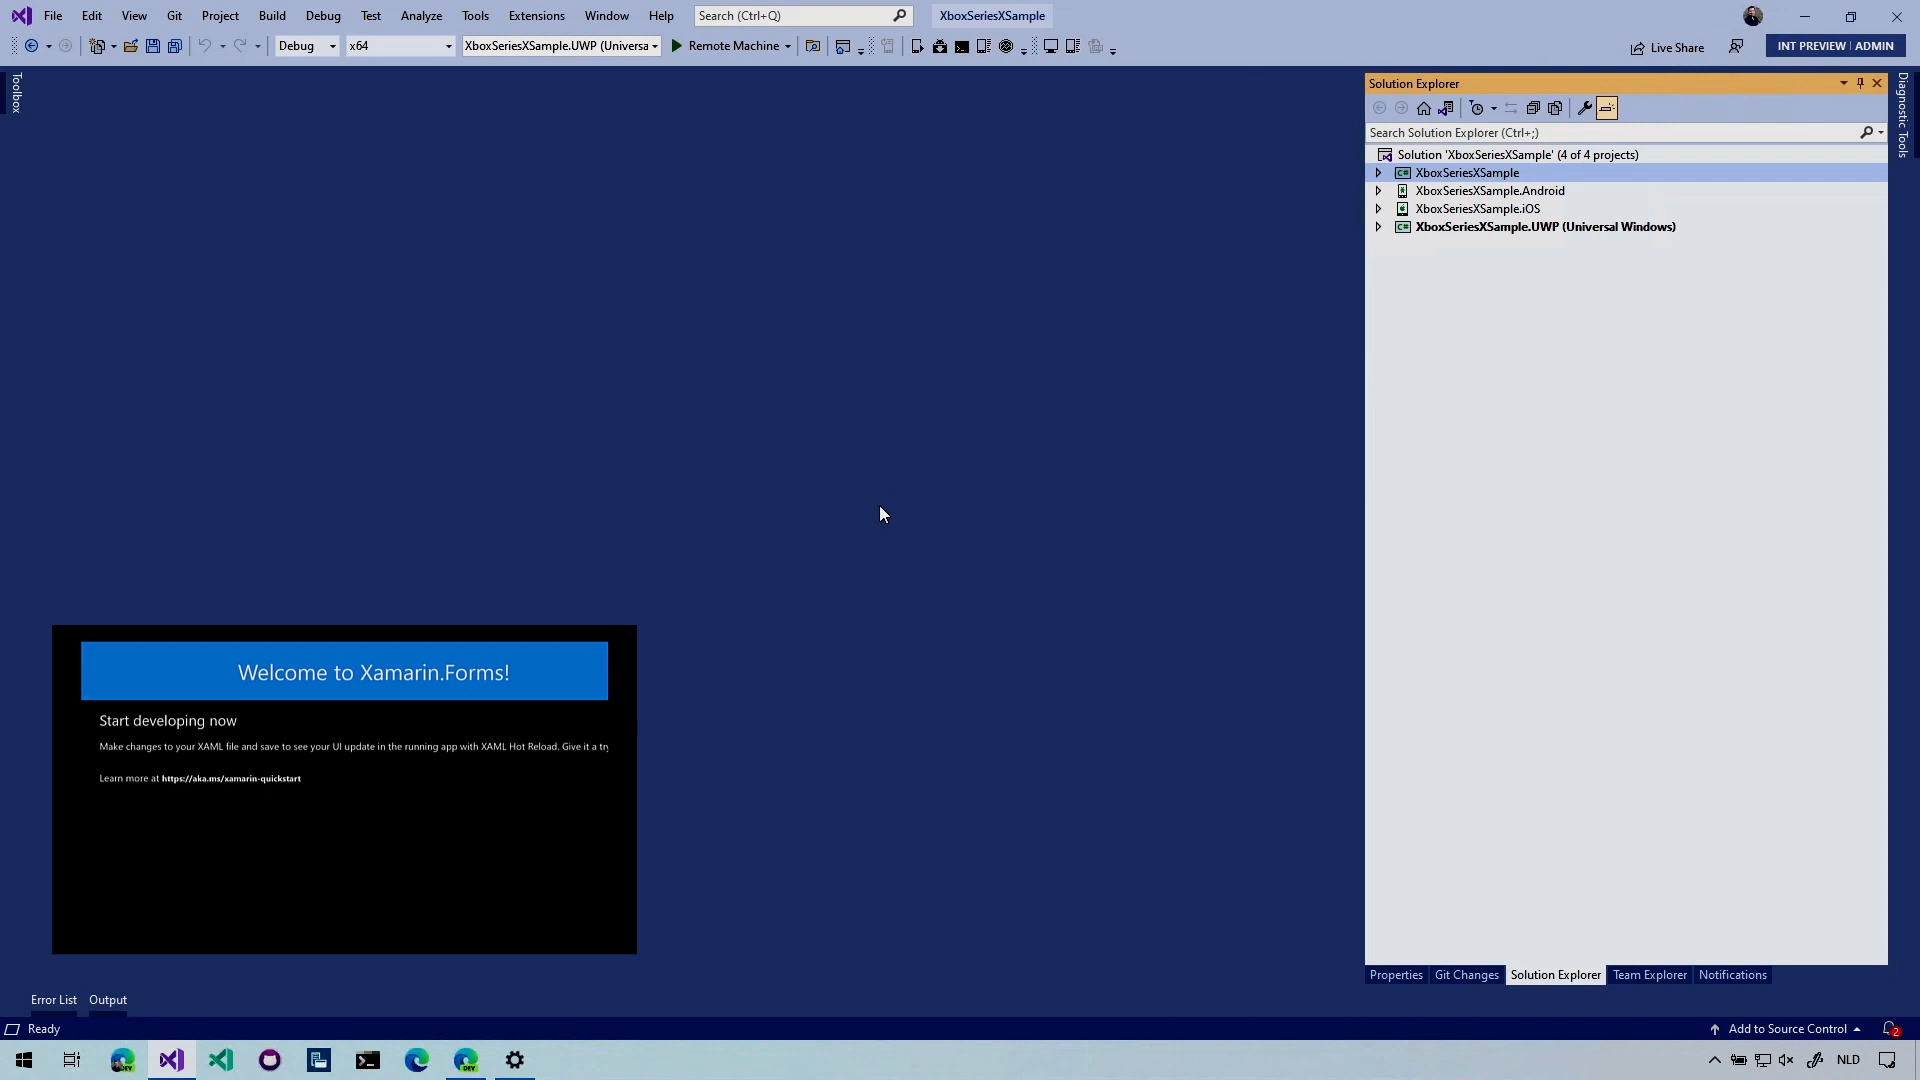 File Edit View Git Project Build Debug Test Analyze Tools Extensions Window Help Search (Ctrl+Q) XboxSeriesXSample
Debug x64 XboxSeriesXSample.UWP (Universa Remote Machine Live Share INT PREVIEW ADMIN
Toolbox
Diagnostic Tools
Solution Explorer
Search Solution Explorer (Ctrl+;)
Solution 'XboxSeriesXSample' (4 of 4 projects)
C# XboxSeriesXSample
XboxSeriesXSample.Android
XboxSeriesXSample.iOS
C# XboxSeriesXSample.UWP (Universal Windows)
Welcome to Xamarin.Forms!
Start developing now
Make changes to your XAML file and save to see your UI update in the running app with XAML Hot Reload. Give it a try
Learn more at https://aka.ms/xamarin-quickstart
Properties Git Changes Solution Explorer Team Explorer Notifications
Error List Output
Ready Add to Source Control 2
DEV DEV NLD